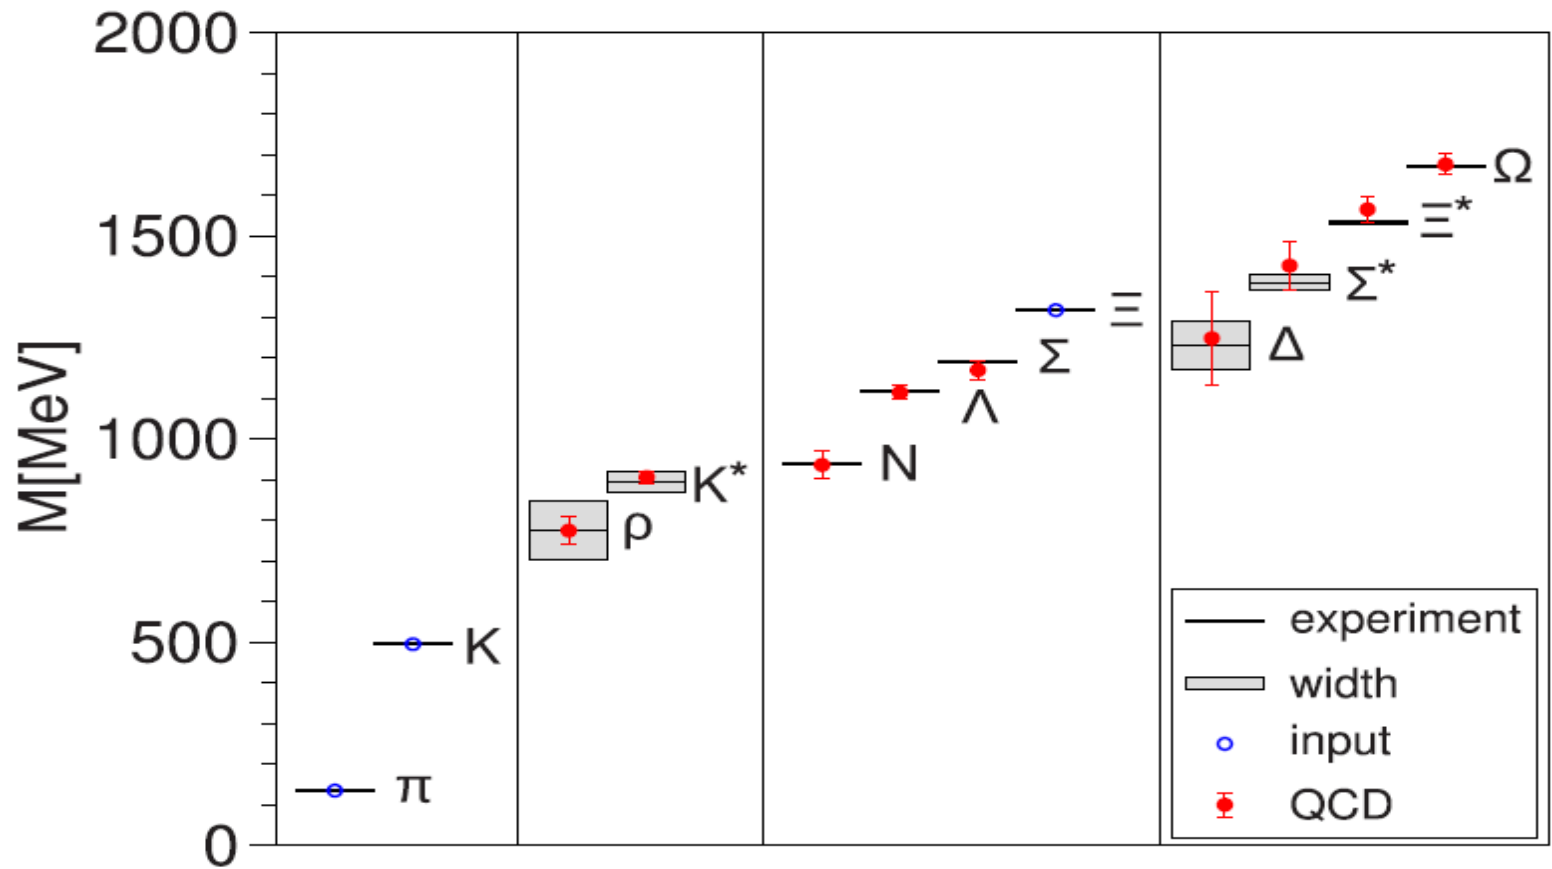 2000
1500
1000
500
0
M[MeV]
π
K
ρ
K*
N
Λ
Σ
Ξ
Δ
Σ*
Ξ*
Ω
experiment
width
input
QCD